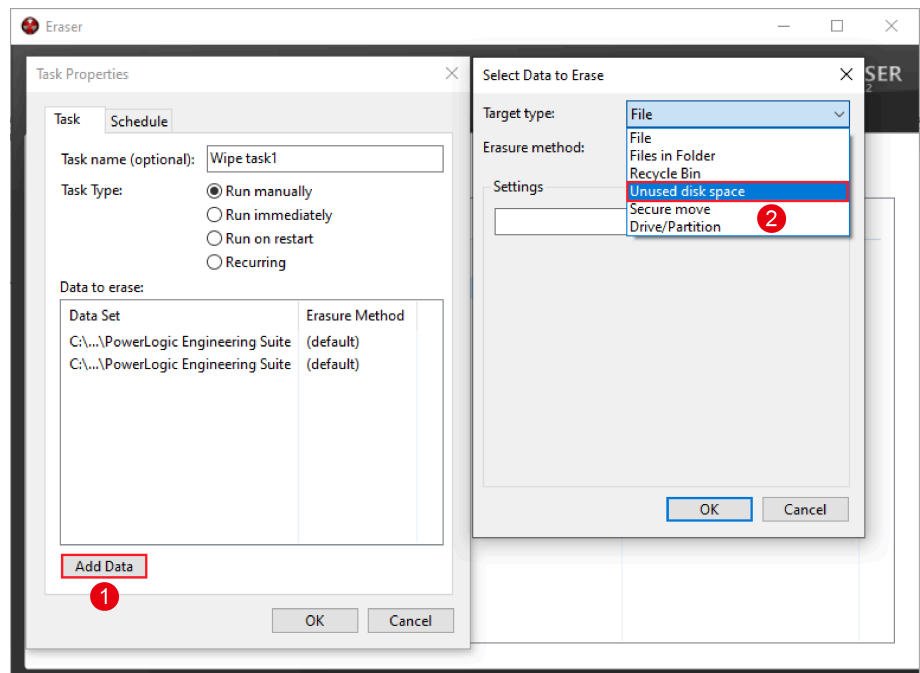 Eraser
SER
2
Task Properties
Task
Schedule
Task name (optional):
Wipe task1
Task Type:
Run manually
Run immediately
Run on restart
Recurring
Data to erase:
Data Set
Erasure Method
C:\...\PowerLogic Engineering Suite
(default)
C:\...\PowerLogic Engineering Suite
(default)
Add Data
1
OK
Cancel
Select Data to Erase
Target type:
File
File
Files in Folder
Recycle Bin
Unused disk space
Secure move
Drive/Partition
2
Erasure method:
Settings
OK
Cancel